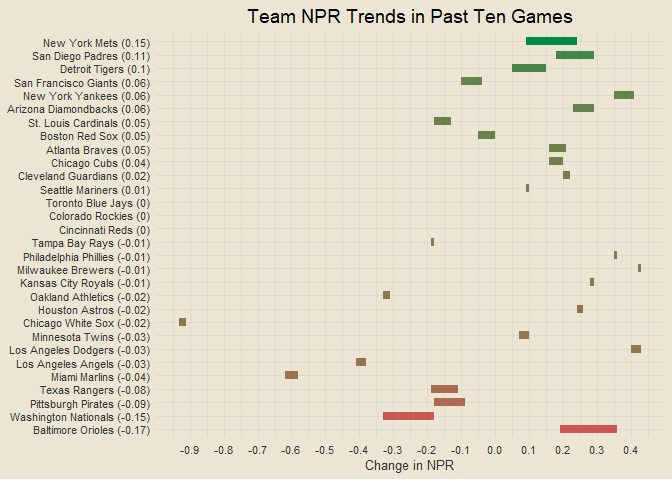 Team NPR Trends in Past Ten Games
New York Mets (0.15)
San Diego Padres (0.11)
Detroit Tigers (0.1)
San Francisco Giants (0.06)
New York Yankees (0.06)
Arizona Diamondbacks (0.06)
St. Louis Cardinals (0.05)
Boston Red Sox (0.05)
Atlanta Braves (0.05)
Chicago Cubs (0.04)
Cleveland Guardians (0.02)
Seattle Mariners (0.01)
Toronto Blue Jays (0)
Colorado Rockies (0)
Cincinnati Reds (0)
Tampa Bay Rays (-0.01)
Philadelphia Phillies (-0.01)
Milwaukee Brewers (-0.01)
Kansas City Royals (-0.01)
Oakland Athletics (-0.02)
Houston Astros (-0.02)
Chicago White Sox (-0.02)
Minnesota Twins (-0.03)
Los Angeles Dodgers (-0.03)
Los Angeles Angels (-0.03)
Miami Marlins (-0.04)
Texas Rangers (-0.08)
Pittsburgh Pirates (-0.09)
Washington Nationals (-0.15)
Baltimore Orioles (-0.17)
-0.9 -0.8 -0.7 -0.6 -0.5 -0.4 -0.3 -0.2 -0.1 0.0 0.1 0.2 0.3 0.4
Change in NPR